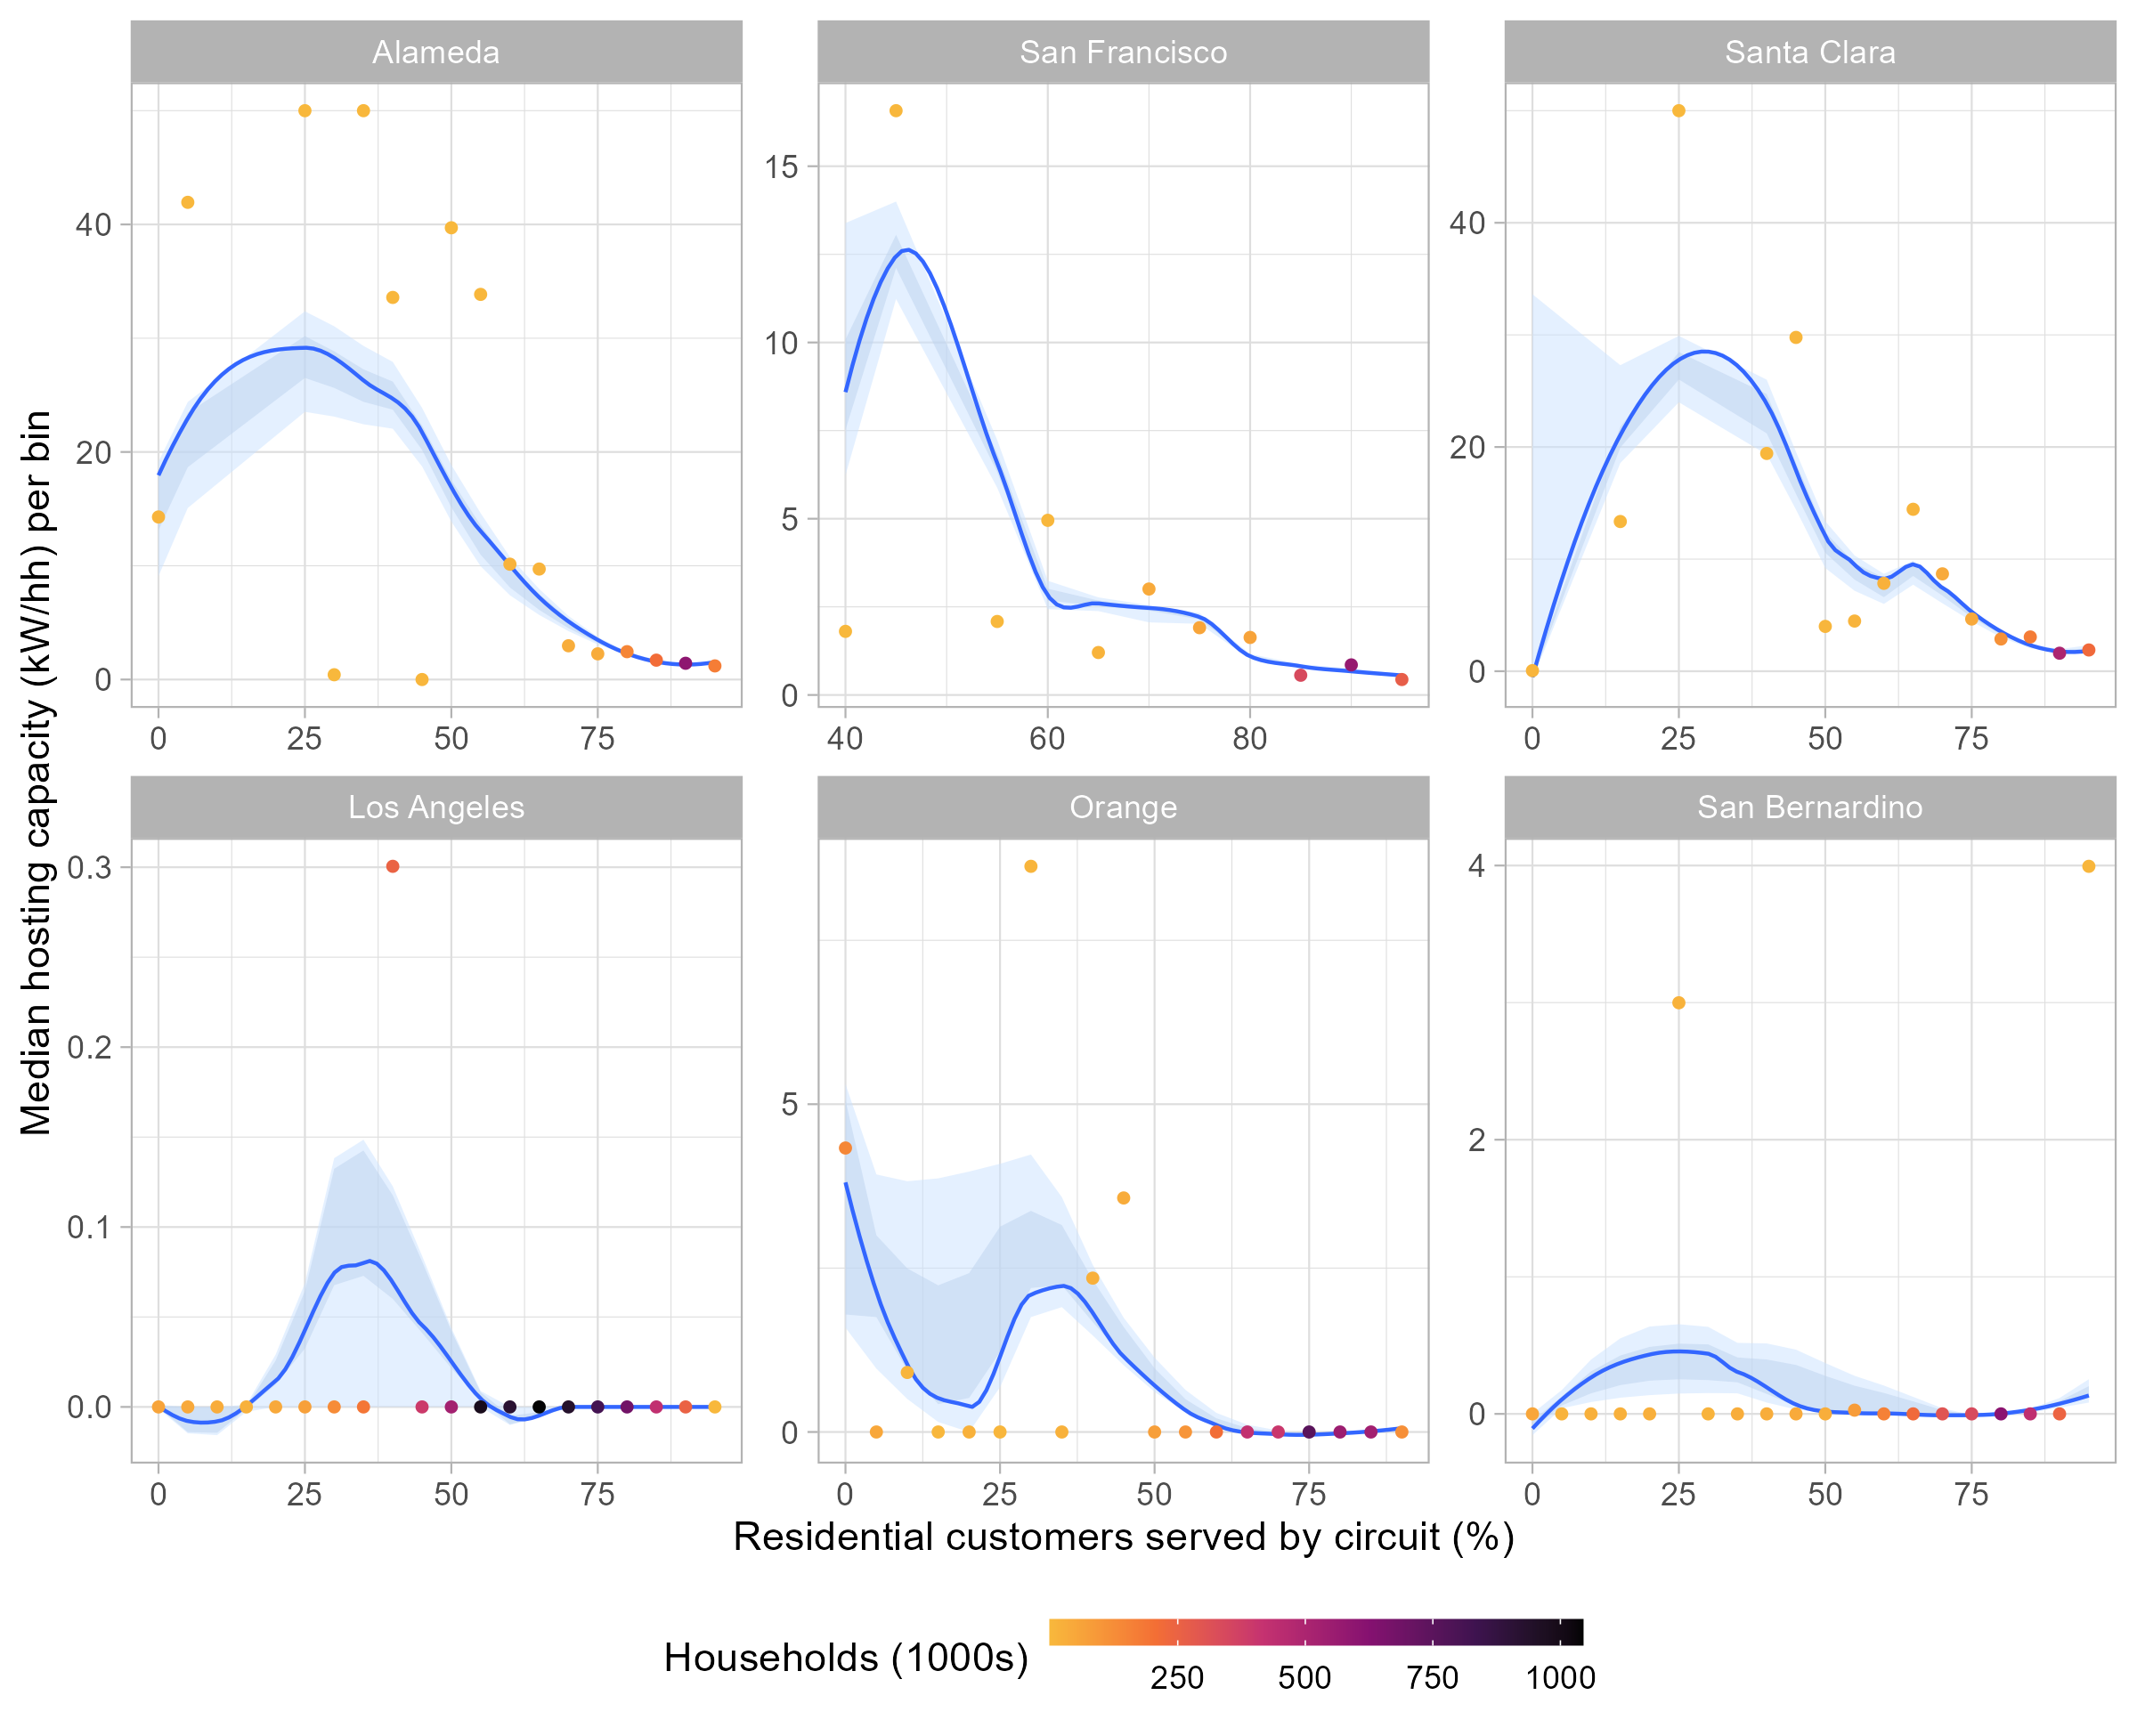 Alameda
San Francisco
Santa Clara
40
20
0
15
10
5
0
40
20
0
0 25 50 75
40 60 80
0 25 50 75
Median hosting capacity (kW/hh) per bin
Los Angeles
Orange
San Bernardino
0.3
0.2
0.1
0.0
5
0
4
2
0
0 25 50 75
0 25 50 75
0 25 50 75
Residential customers served by circuit (%)
Households (1000s)
250 500 750 1000